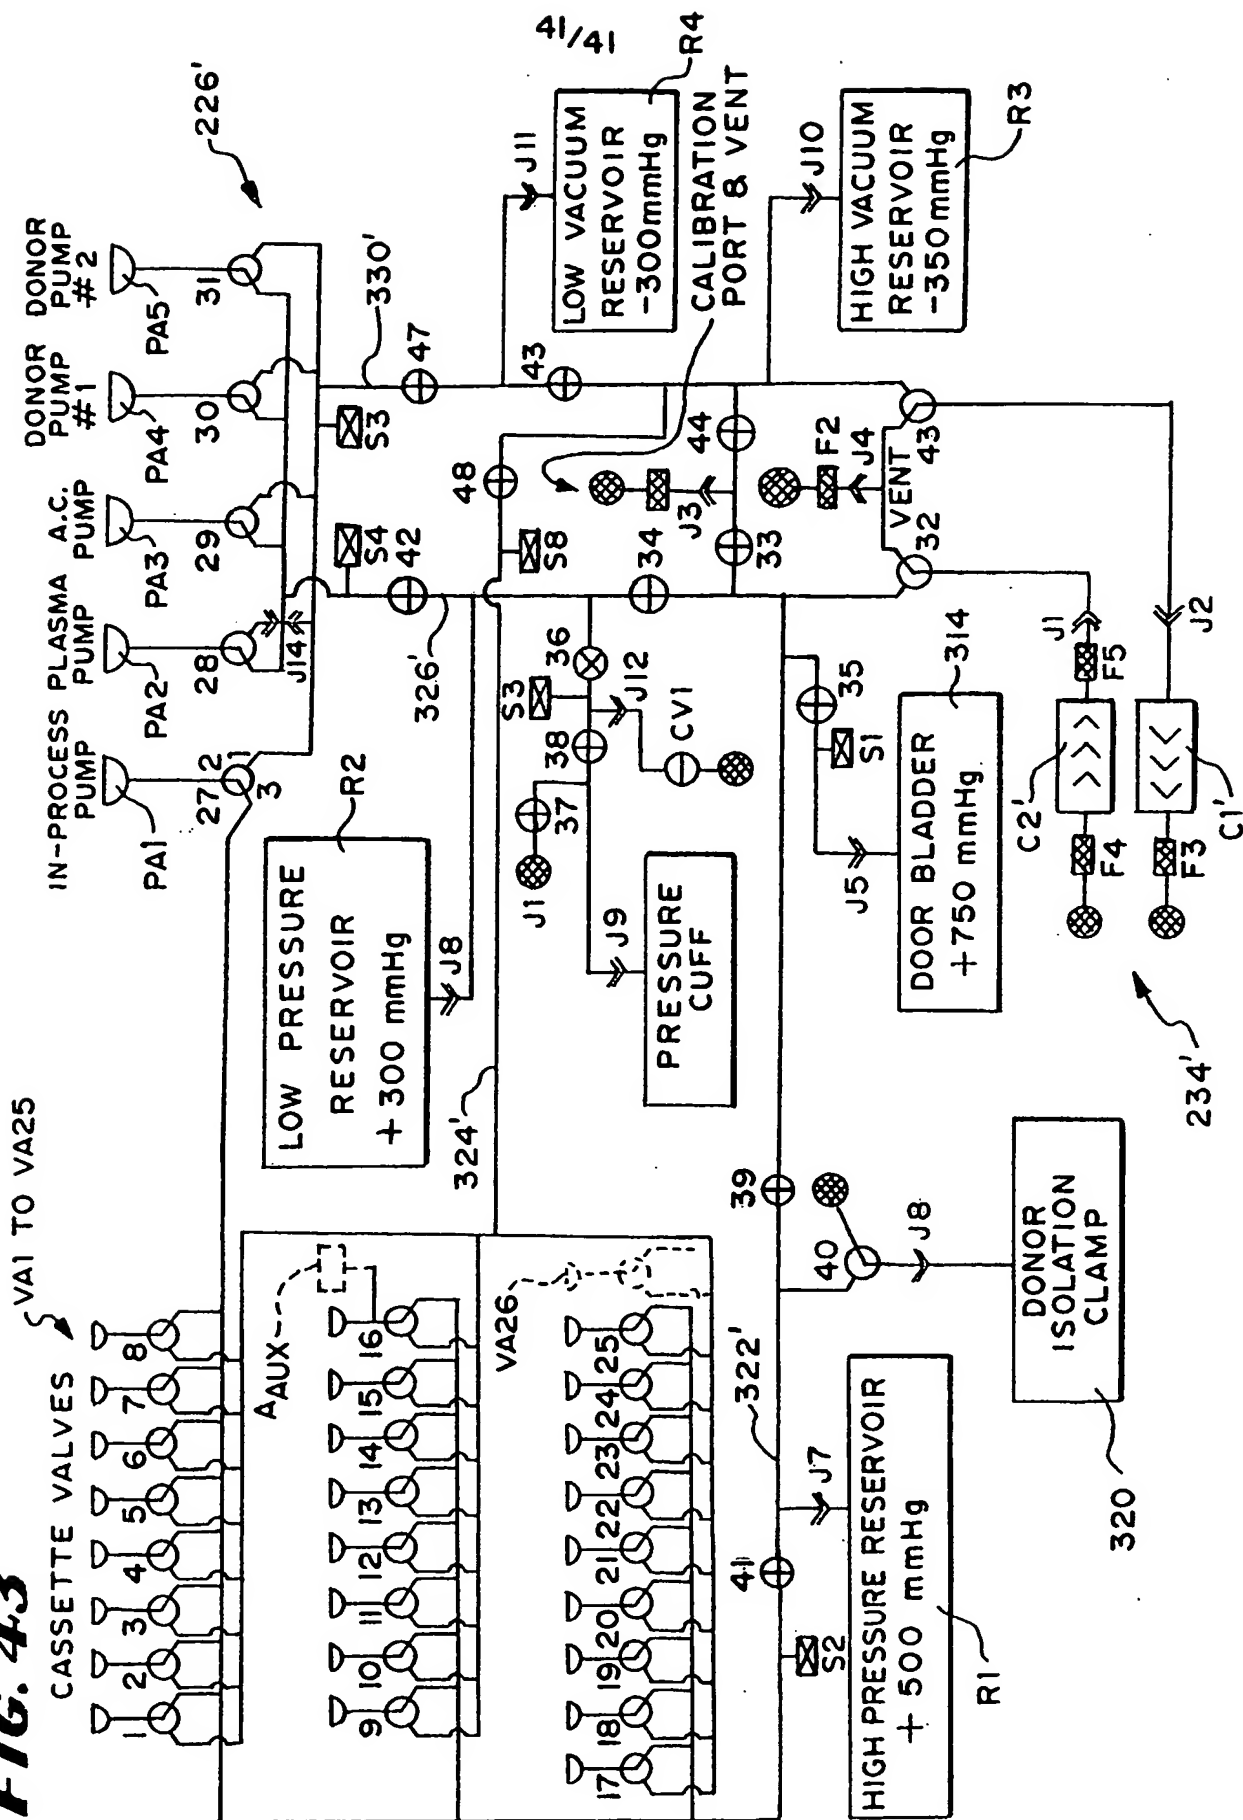 41/41
FIG. 43
CASSETTE VALVES
VA1 TO VA25
1
2
3
4
5
6
7
8
AAUX
9
10
11
12
13
14
15
16
VA26
17
18
19
20
21
22
23
24
25
IN-PROCESS
PUMP
PLASMA
PUMP
A.C.
PUMP
DONOR
PUMP
#1
DONOR
PUMP
#2
226'
PA1
PA2
PA3
PA4
PA5
27
2
1
3
28
29
30
31
J14
S4
S3
330'
42
47
326'
324'
LOW PRESSURE
RESERVOIR
+300 mmHg
R2
J8
S8
48
43
J11
LOW VACUUM
RESERVOIR
-300mmHg
R4
CALIBRATION
PORT & VENT
J1
37
38
S3
36
J12
CV1
34
J3
33
44
J9
PRESSURE
CUFF
F2
J4
VENT
32
43
J10
HIGH VACUUM
RESERVOIR
-350mmHg
R3
322'
41
S2
J7
HIGH PRESSURE RESERVOIR
+500 mmHg
R1
39
40
J8
DONOR
ISOLATION
CLAMP
320
35
S1
J5
DOOR BLADDER
+750 mmHg
314
J1
F5
C2'
F4
J2
C1'
F3
234'